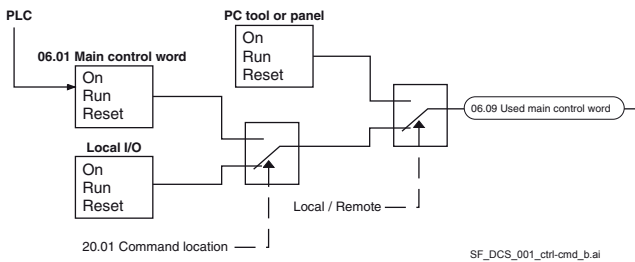 PLC
06.01 Main control word
On
Run
Reset
Local I/O
On
Run
Reset
20.01 Command location
PC tool or panel
On
Run
Reset
Local / Remote
06.09 Used main control word
SF_DCS_001_ctrl-cmd_b.ai